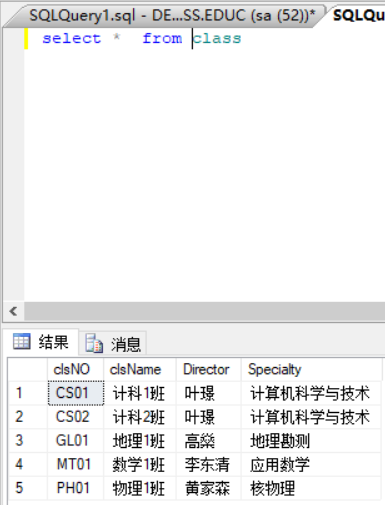 SQLQuery1.sql - DE...SS.EDUC (sa (52))* SQLQu
select * from class
结果 消息
clsNO clsName Director Specialty
1 CS01 计科1班 叶璟 计算机科学与技术
2 CS02 计科2班 叶璟 计算机科学与技术
3 GL01 地理1班 高燊 地理勘测
4 MT01 数学1班 李东清 应用数学
5 PH01 物理1班 黄家森 核物理